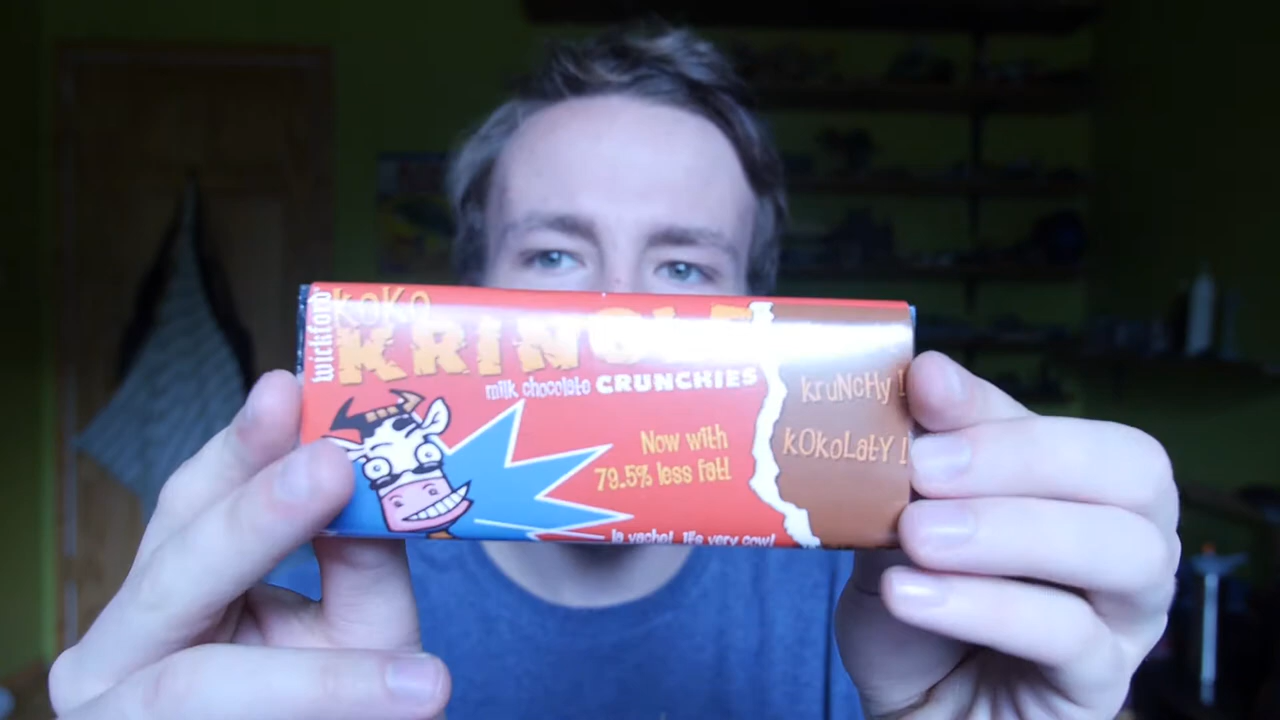 wickford
koKo
milk chocolate CRUNCHIES
Now with
79.5% less fat!
la vache!. It's very cow!
kruNcHy !
kOkoLatY !